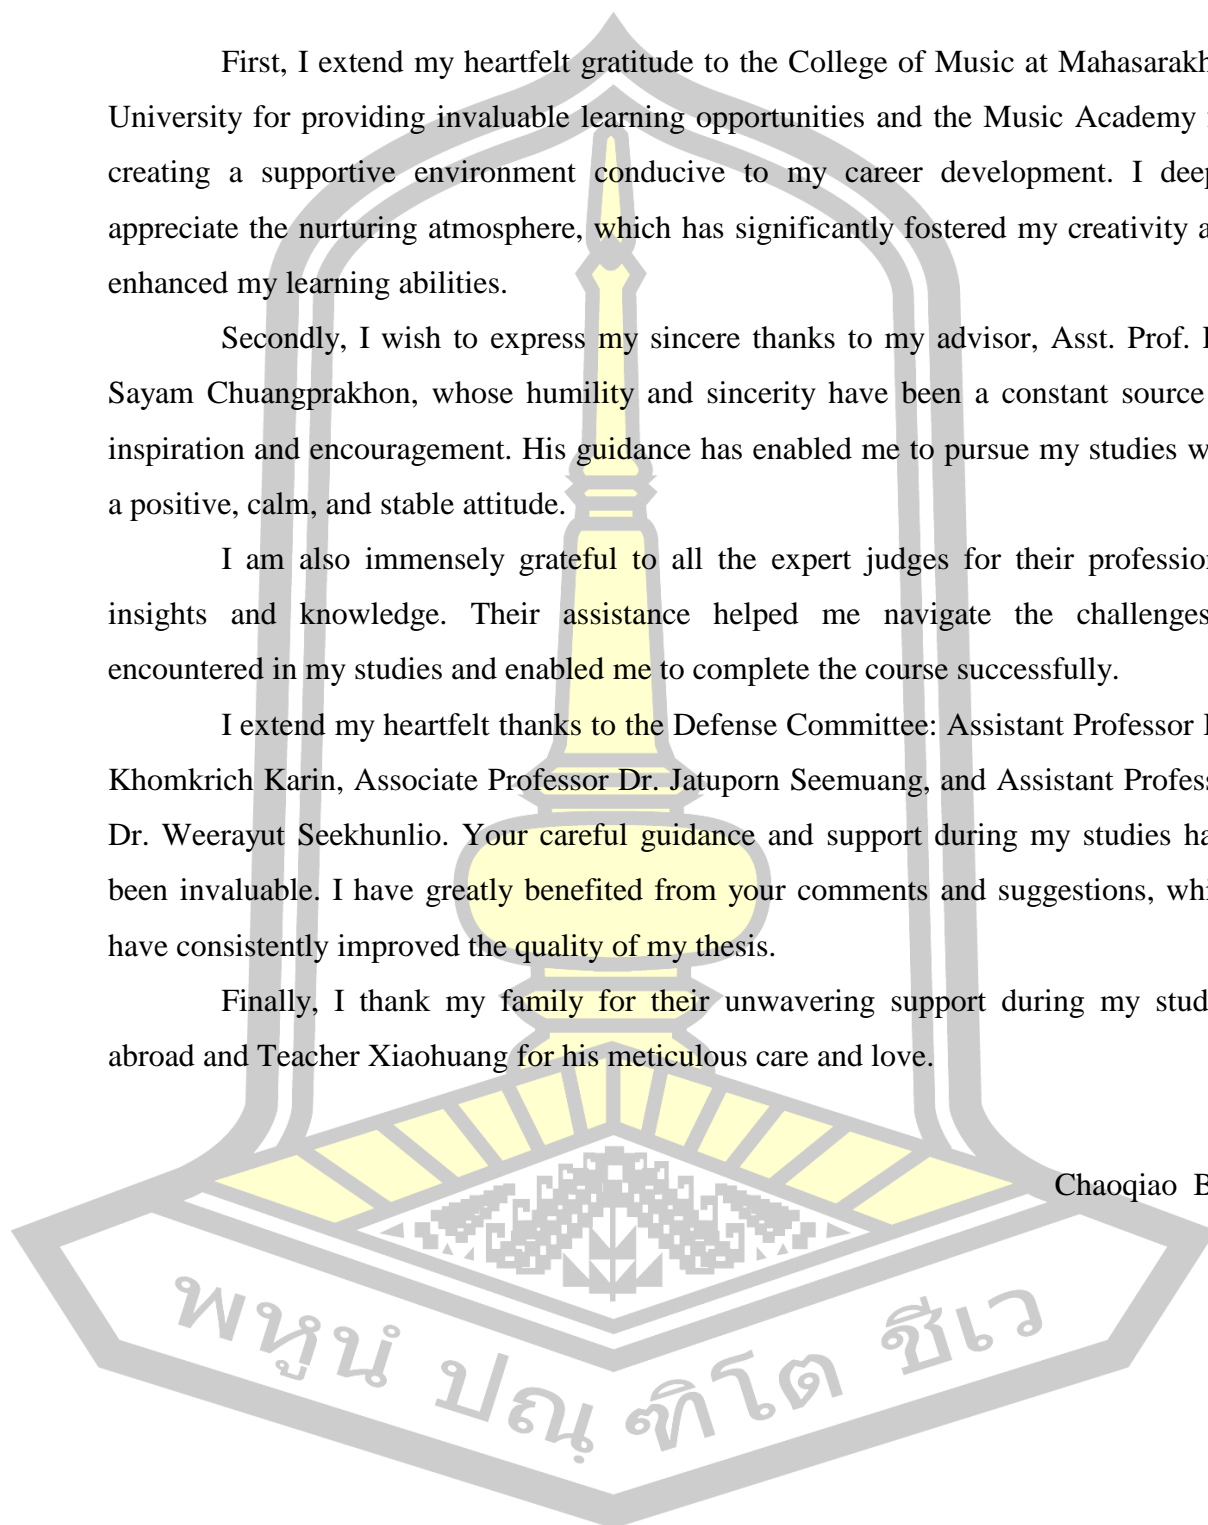 First, I extend my heartfelt gratitude to the College of Music at Mahasarakh
University for providing invaluable learning opportunities and the Music Academy
creating a supportive environment conducive to my career development. I deep
appreciate the nurturing atmosphere, which has significantly fostered my creativity a
enhanced my learning abilities.
Secondly, I wish to express my sincere thanks to my advisor, Asst. Prof.
Sayam Chuangprakhon, whose humility and sincerity have been a constant source
inspiration and encouragement. His guidance has enabled me to pursue my studies w
a positive, calm, and stable attitude.
I am also immensely grateful to all the expert judges for their profession
insights and knowledge. Their assistance helped me navigate the challenges
encountered in my studies and enabled me to complete the course successfully.
I extend my heartfelt thanks to the Defense Committee: Assistant Professor
Khomkrich Karin, Associate Professor Dr. Jatuporn Seemuang, and Assistant Profess
Dr. Weerayut Seekhunlio. Your careful guidance and support during my studies ha
been invaluable. I have greatly benefited from your comments and suggestions, whi
have consistently improved the quality of my thesis.
Finally, I thank my family for their unwavering support during my stud
abroad and Teacher Xiaohuang for his meticulous care and love.
Chaoqiao B
พหูนํ ปณฺฑิโต ชีเว